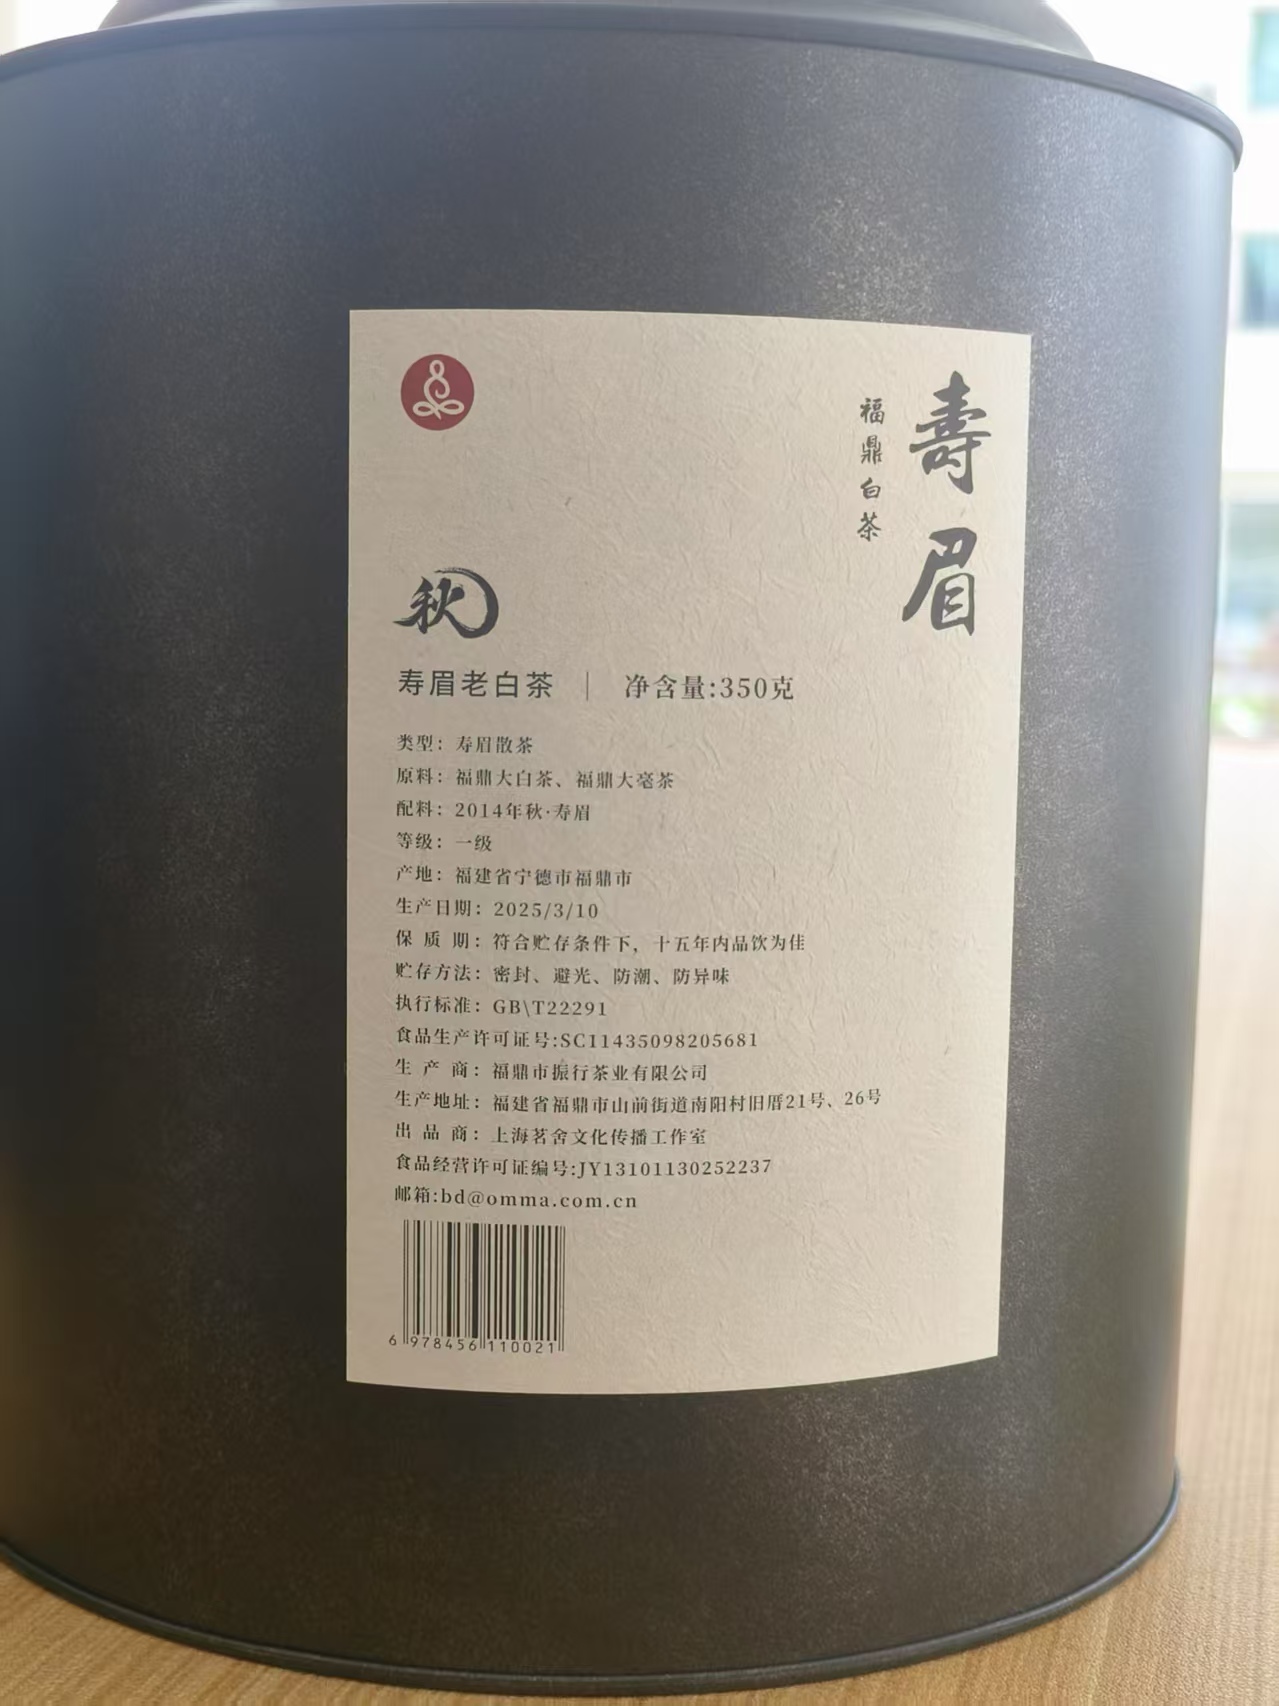 壽眉
福鼎白茶
秋
寿眉老白茶 | 净含量:350克
类型：寿眉散茶
原料：福鼎大白茶、福鼎大毫茶
配料：2014年秋·寿眉
等级：一级
产地：福建省宁德市福鼎市
生产日期：2025/3/10
保质期：符合贮存条件下，十五年内品饮为佳
贮存方法：密封、避光、防潮、防异味
执行标准：GB\T22291
食品生产许可证号:SC11435098205681
生产商：福鼎市振行茶业有限公司
生产地址：福建省福鼎市山前街道南阳村旧厝21号、26号
出品商：上海茗舍文化传播工作室
食品经营许可证编号:JY13101130252237
邮箱:bd@omma.com.cn
6 978456 110021